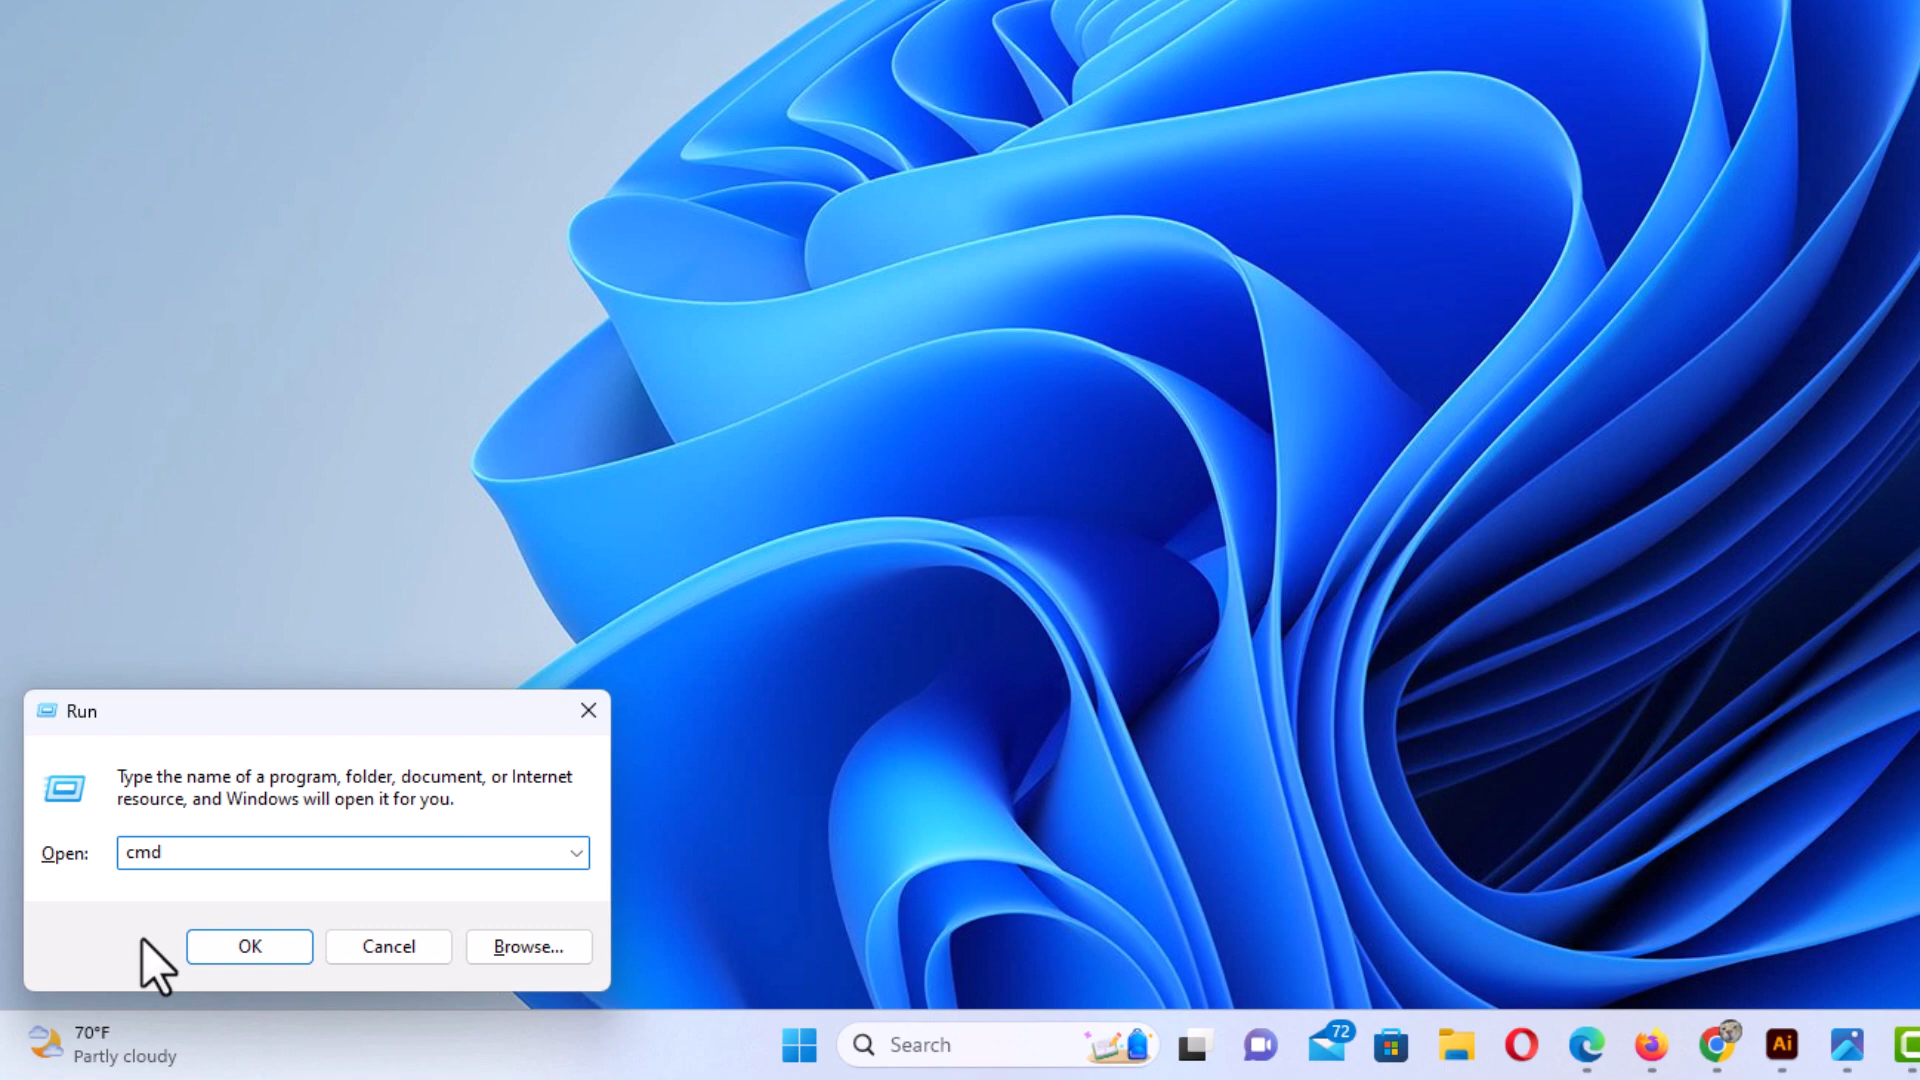 Run
Type the name of a program, folder, document, or Internet
resource, and Windows will open it for you.
Open: cmd
OK Cancel Browse...
70°F
Partly cloudy
Search
72
Ai